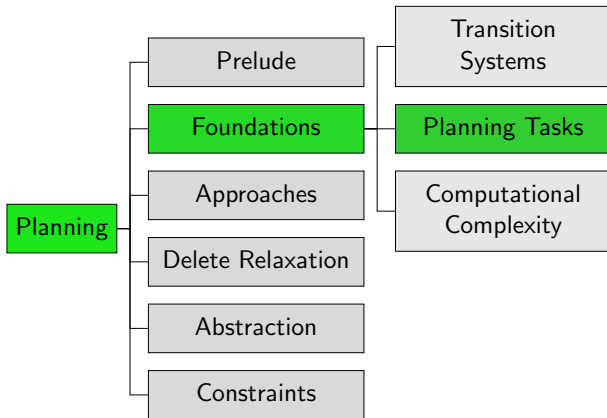 Planning
Prelude
Foundations
Approaches
Delete Relaxation
Abstraction
Constraints
Transition
Systems
Planning Tasks
Computational
Complexity